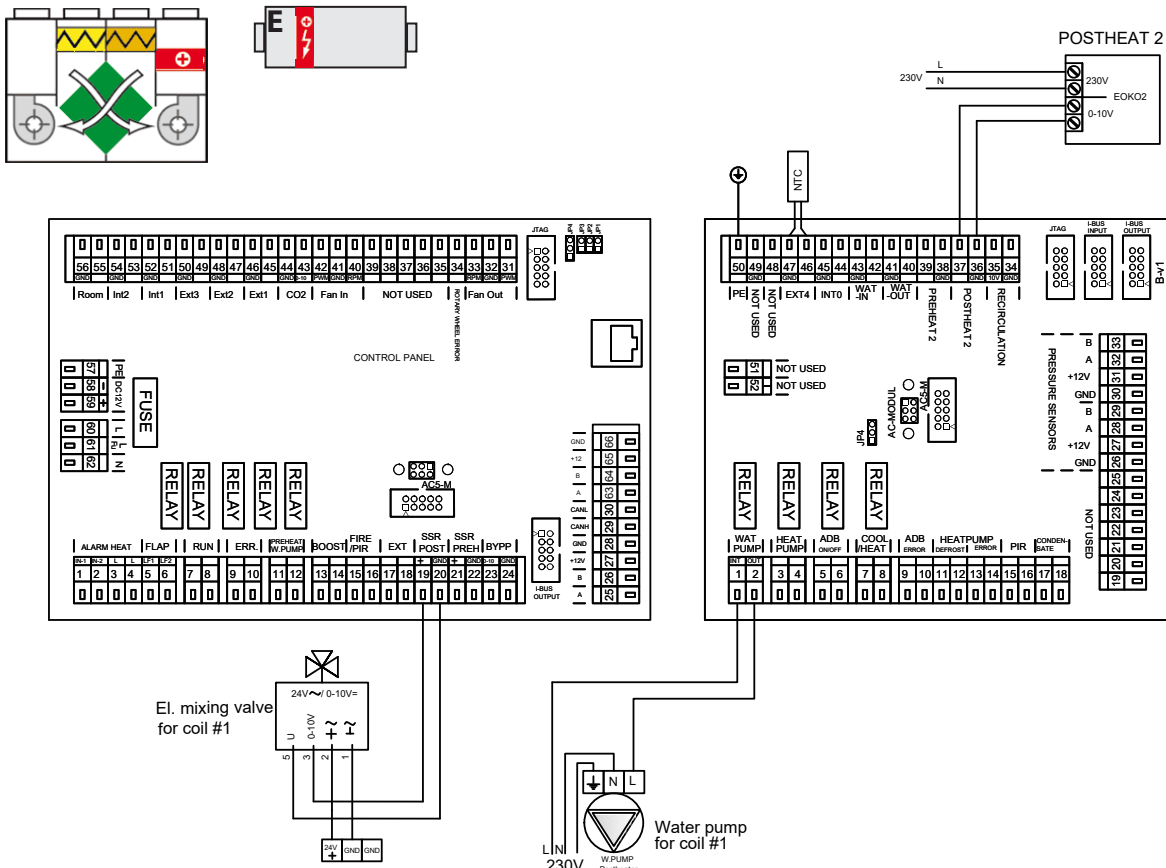 E
POSTHEAT 2
L
N
230V
230V
EOKO2
0-10V
NTC
JTAG
JP4 JP3 JP2 JP1
56 55 54 53 52 51 50 49 48 47 46 45 44 43 42 41 40 39 38 37 36 35 34 33 32 31
GND GND GND GND GND GND GND 0-10 PWM GND RPM RPM GND PWM
Room Int2 Int1 Ext3 Ext2 Ext1 CO2 Fan In NOT USED ROTARY WHEEL ERROR Fan Out
CONTROL PANEL
57 58 59
PE DC12V - +
60 61 62
L L N
FU
FUSE
RELAY RELAY RELAY RELAY RELAY
AC5-M
GND 66
+12 65
B 64
A 63
CANL 30
CANH 29
GND 28
+12V 27
B 26
A 25
I-BUS
OUTPUT
ALARM HEAT FLAP RUN ERR. PREHEAT W.PUMP BOOST FIRE /PIR EXT SSR POST SSR PREH BYPP
IN-1 IN-2 L L LF1 LF2 + GND + GND 0-10 GND
1 2 3 4 5 6 7 8 9 10 11 12 13 14 15 16 17 18 19 20 21 22 23 24
JTAG
I-BUS
INPUT
I-BUS
OUTPUT
50 49 48 47 46 45 44 43 42 41 40 39 38 37 36 35 34
GND GND GND GND GND GND GND 10V GND
PE NOT USED NOT USED EXT4 INT0 WAT -IN WAT -OUT PREHEAT 2 POSTHEAT 2 RECIRCULATION
51 NOT USED
52 NOT USED
AC-MODUL
AC5-M
JP4
PRESSURE SENSORS
B 33
A 32
+12V 31
GND 30
B 29
A 28
+12V 27
GND 26
25
24
23
22
21
20
19
NOT USED
RELAY RELAY RELAY RELAY
WAT PUMP HEAT PUMP ADB ON/OFF COOL /HEAT ADB ERROR HEATPUMP DEFROST ERROR PIR CONDEN- SATE
INT OUT
1 2 3 4 5 6 7 8 9 10 11 12 13 14 15 16 17 18
El. mixing valve
for coil #1
24V~/ 0-10V=
U 0-10V
5 3 2 1
24V + GND GND
N L
L N
230V
W.PUMP
Water pump
for coil #1